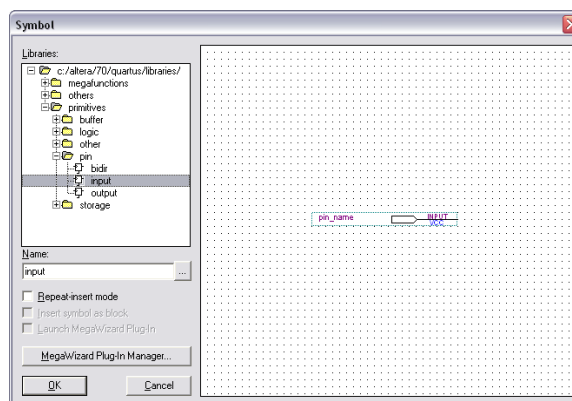 Symbol
Libraries:
c:/altera/70/quartus/libraries/
megafunctions
others
primitives
buffer
logic
other
pin
bidir
input
output
storage
Name:
input
...
Repeat-insert mode
Insert symbol as block
Launch MegaWizard Plug-In
MegaWizard Plug-In Manager...
OK
Cancel
pin_name
INPUT
VCC